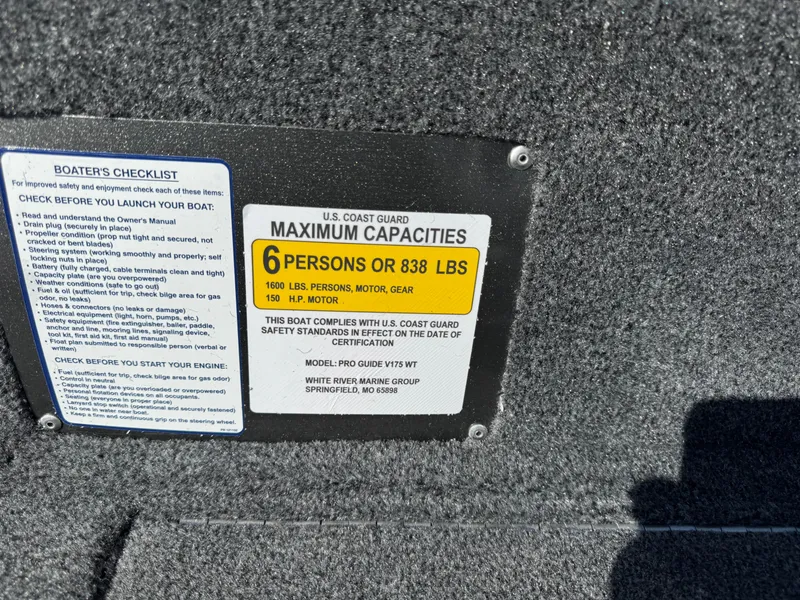 BOATER'S CHECKLIST
For improved safety and enjoyment check each of these items:
CHECK BEFORE YOU LAUNCH YOUR BOAT:
• Read and understand the Owner's Manual
• Drain plug (securely in place)
• Propeller condition (prop nut tight and secured, not
cracked or bent blades)
• Steering system (working smoothly and properly; self
locking nuts in place)
• Battery (fully charged, cable terminals clean and tight)
• Capacity plate (are you overpowered)
• Weather conditions (safe to go out)
• Fuel & oil (sufficient for trip, check bilge area for gas
odor, no leaks)
• Hoses & connectors (no leaks or damage)
• Electrical equipment (light, horn, pumps, etc.)
• Safety equipment (fire extinguisher, bailer, paddle,
anchor and line, mooring lines, signaling device,
tool kit, first aid kit, first aid manual)
• Float plan submitted to responsible person (verbal or
written)
CHECK BEFORE YOU START YOUR ENGINE:
• Fuel (sufficient for trip, check bilge area for gas odor)
• Control in neutral
• Capacity plate (are you overloaded or overpowered)
• Personal flotation devices on all occupants.
• Seating (everyone in proper place)
• Lanyard stop switch (operational and securely fastened)
• No one in water near boat.
• Keep a firm and continuous grip on the steering wheel.
U.S. COAST GUARD
MAXIMUM CAPACITIES
6 PERSONS OR 838 LBS
1600 LBS. PERSONS, MOTOR, GEAR
150 H.P. MOTOR
THIS BOAT COMPLIES WITH U.S. COAST GUARD
SAFETY STANDARDS IN EFFECT ON THE DATE OF
CERTIFICATION
MODEL: PRO GUIDE V175 WT
WHITE RIVER MARINE GROUP
SPRINGFIELD, MO 65898